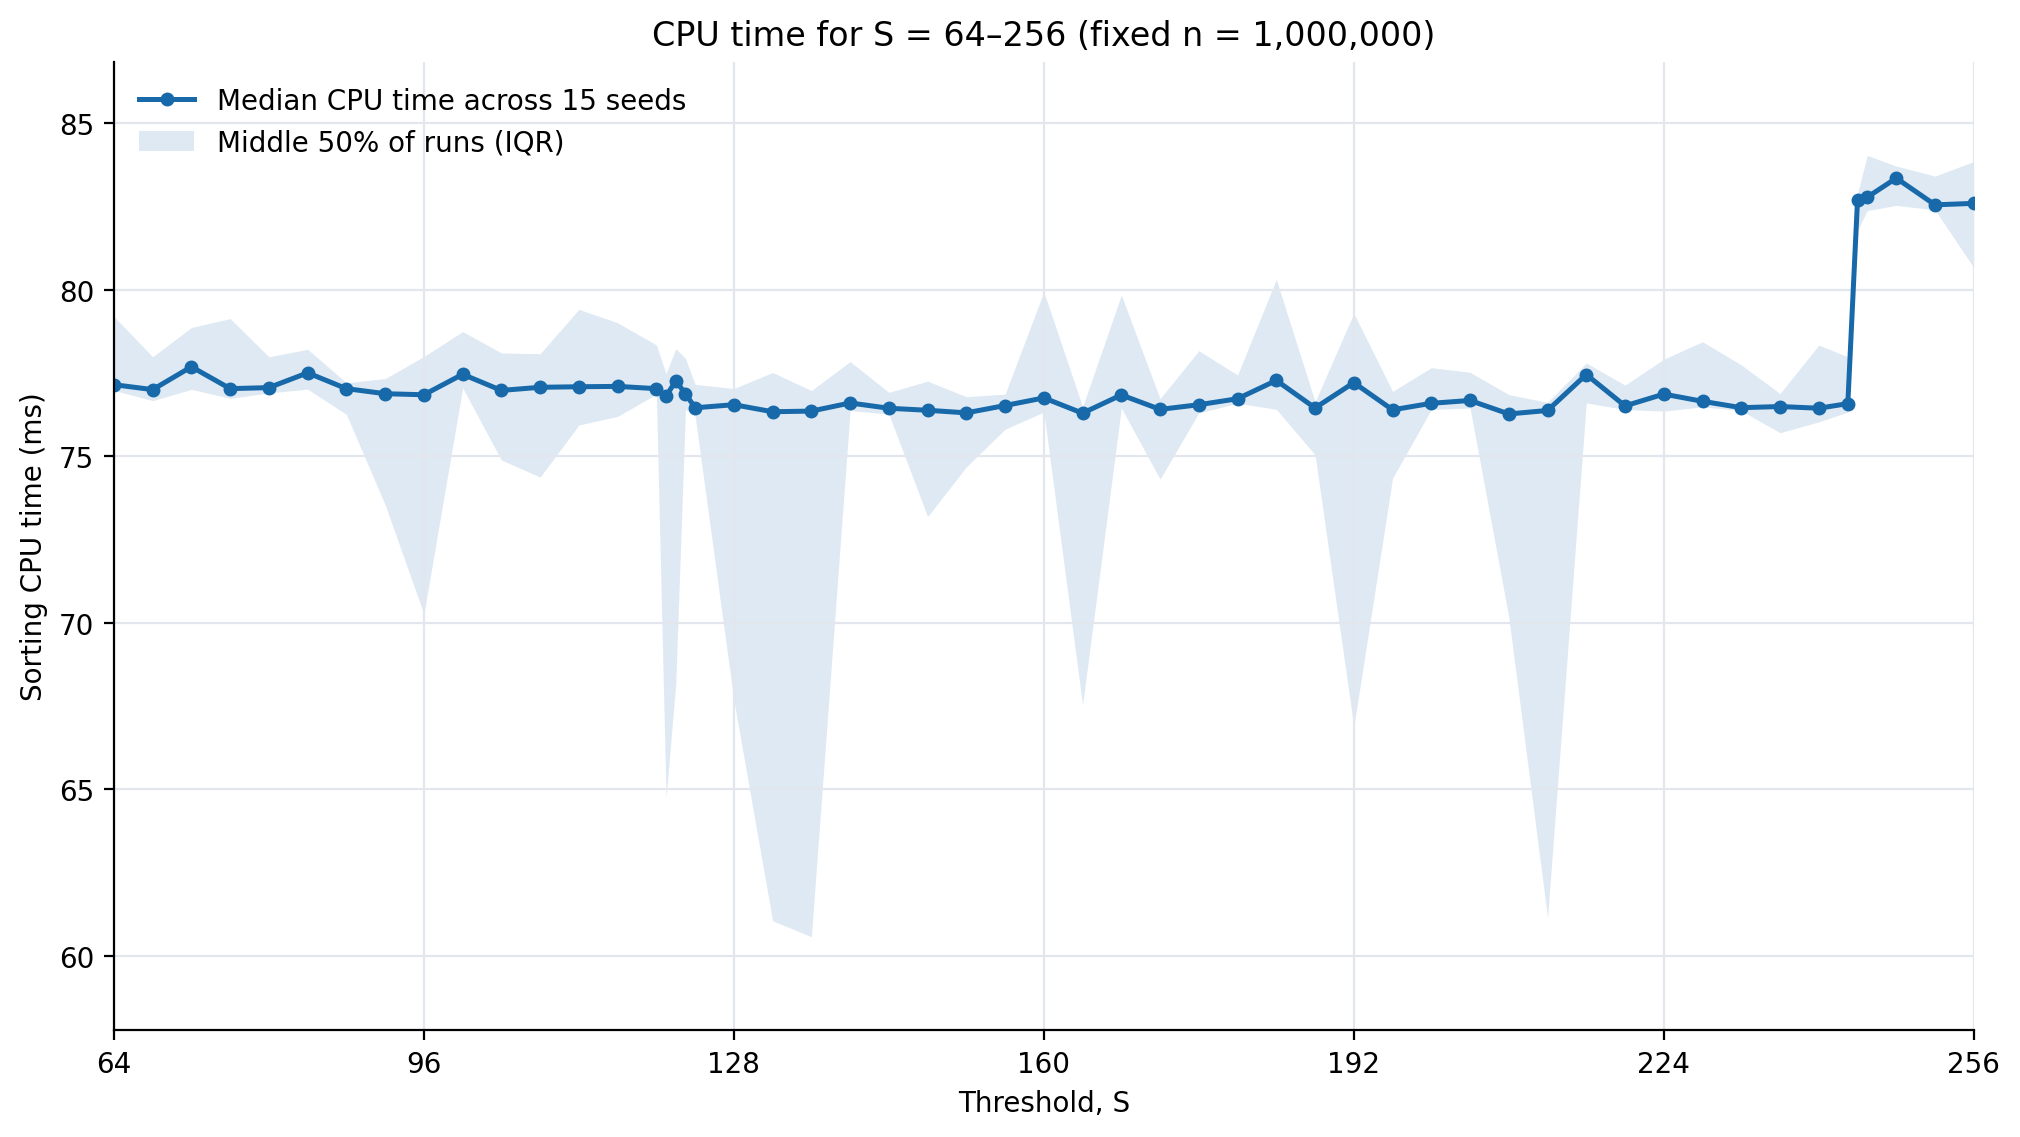 CPU time for S = 64–256 (fixed n = 1,000,000)
Median CPU time across 15 seeds
Middle 50% of runs (IQR)
Sorting CPU time (ms)
85
80
75
70
65
60
64 96 128 160 192 224 256
Threshold, S